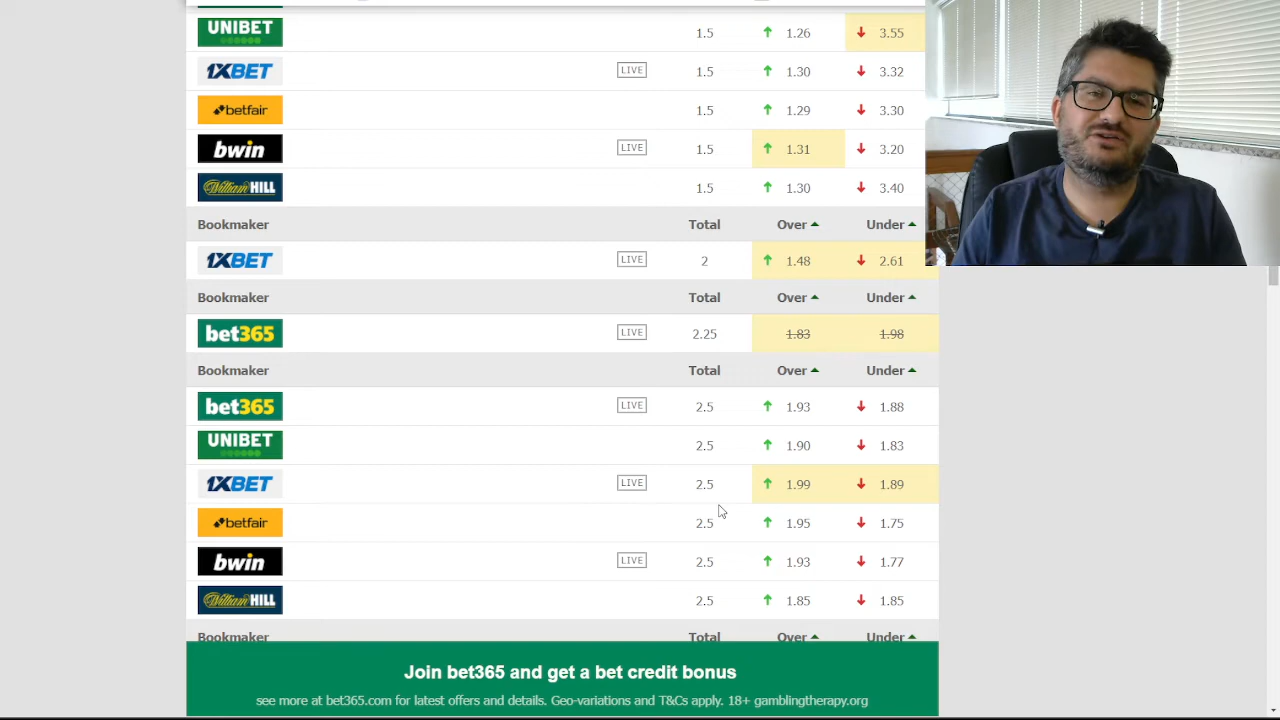 UNIBET 1.5 1.26 3.55
1XBET LIVE 1.5 1.30 3.32
betfair 1.5 1.29 3.30
bwin LIVE 1.5 1.31 3.20
William HILL 1.5 1.30 3.40
Bookmaker Total Over Under
1XBET LIVE 2 1.48 2.61
Bookmaker Total Over Under
bet365 LIVE 2.25 1.83 1.98
Bookmaker Total Over Under
bet365 LIVE 2.5 1.93 1.88
UNIBET 2.5 1.90 1.83
1XBET LIVE 2.5 1.99 1.89
betfair 2.5 1.95 1.75
bwin LIVE 2.5 1.93 1.77
William HILL 2.5 1.85 1.85
Bookmaker Total Over Under
Join bet365 and get a bet credit bonus
see more at bet365.com for latest offers and details. Geo-variations and T&Cs apply. 18+ gamblingtherapy.org